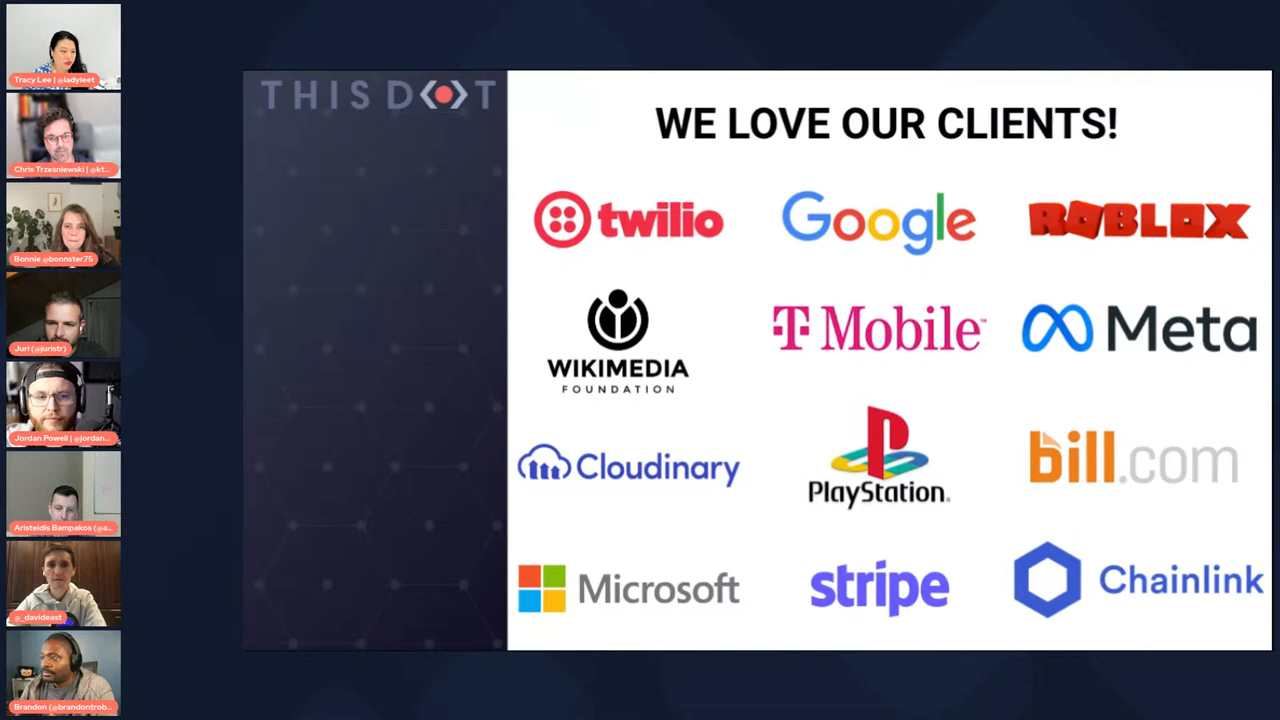 Tracy Lee | @ladyleet
Chris Trzesniewski | @kt...
Bonnie @bonnster75
Juri (@juristr)
Jordan Powell | @jordan...
Aristeidis Bampakos (@a...
@_davideast
Brandon (@brandontrob...
THIS DOT
WE LOVE OUR CLIENTS!
twilio
Google
ROBLOX
WIKIMEDIA
FOUNDATION
T Mobile™
Meta
Cloudinary
PlayStation®
bill.com
Microsoft
stripe
Chainlink